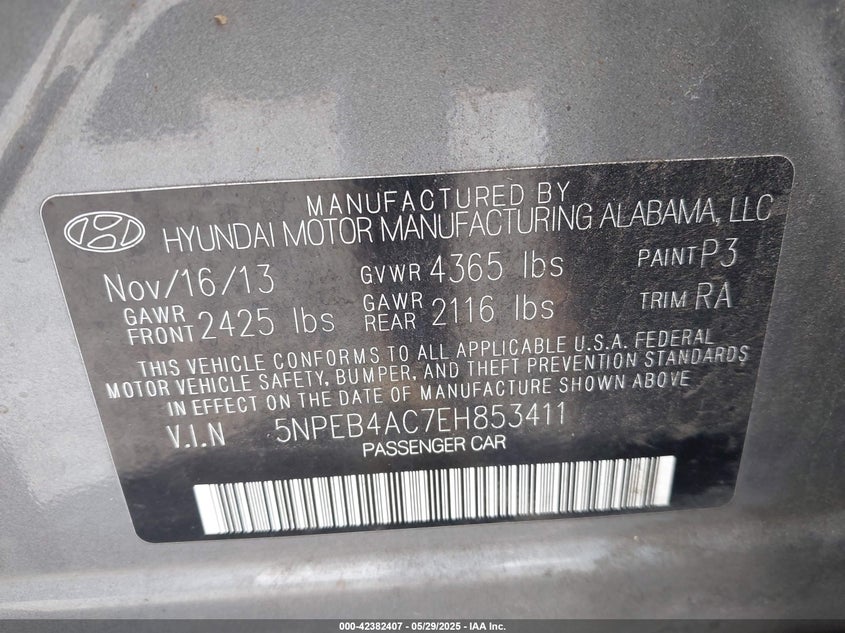 MANUFACTURED BY
HYUNDAI MOTOR MANUFACTURING ALABAMA, LLC
Nov/16/13 GVWR 4365 lbs PAINT P3
GAWR FRONT 2425 lbs GAWR REAR 2116 lbs TRIM RA
THIS VEHICLE CONFORMS TO ALL APPLICABLE U.S.A. FEDERAL
MOTOR VEHICLE SAFETY, BUMPER, AND THEFT PREVENTION STANDARDS
IN EFFECT ON THE DATE OF MANUFACTURE SHOWN ABOVE
V.I.N 5NPEB4AC7EH853411
PASSENGER CAR
000-42382407 - 05/29/2025 - IAA Inc.